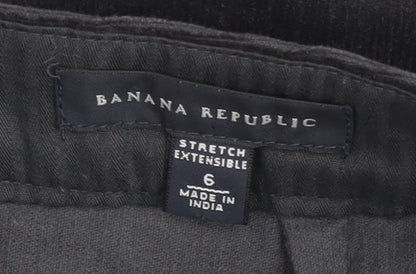 BANANA REPUBLIC
STRETCH
EXTENSIBLE
6
MADE IN
INDIA